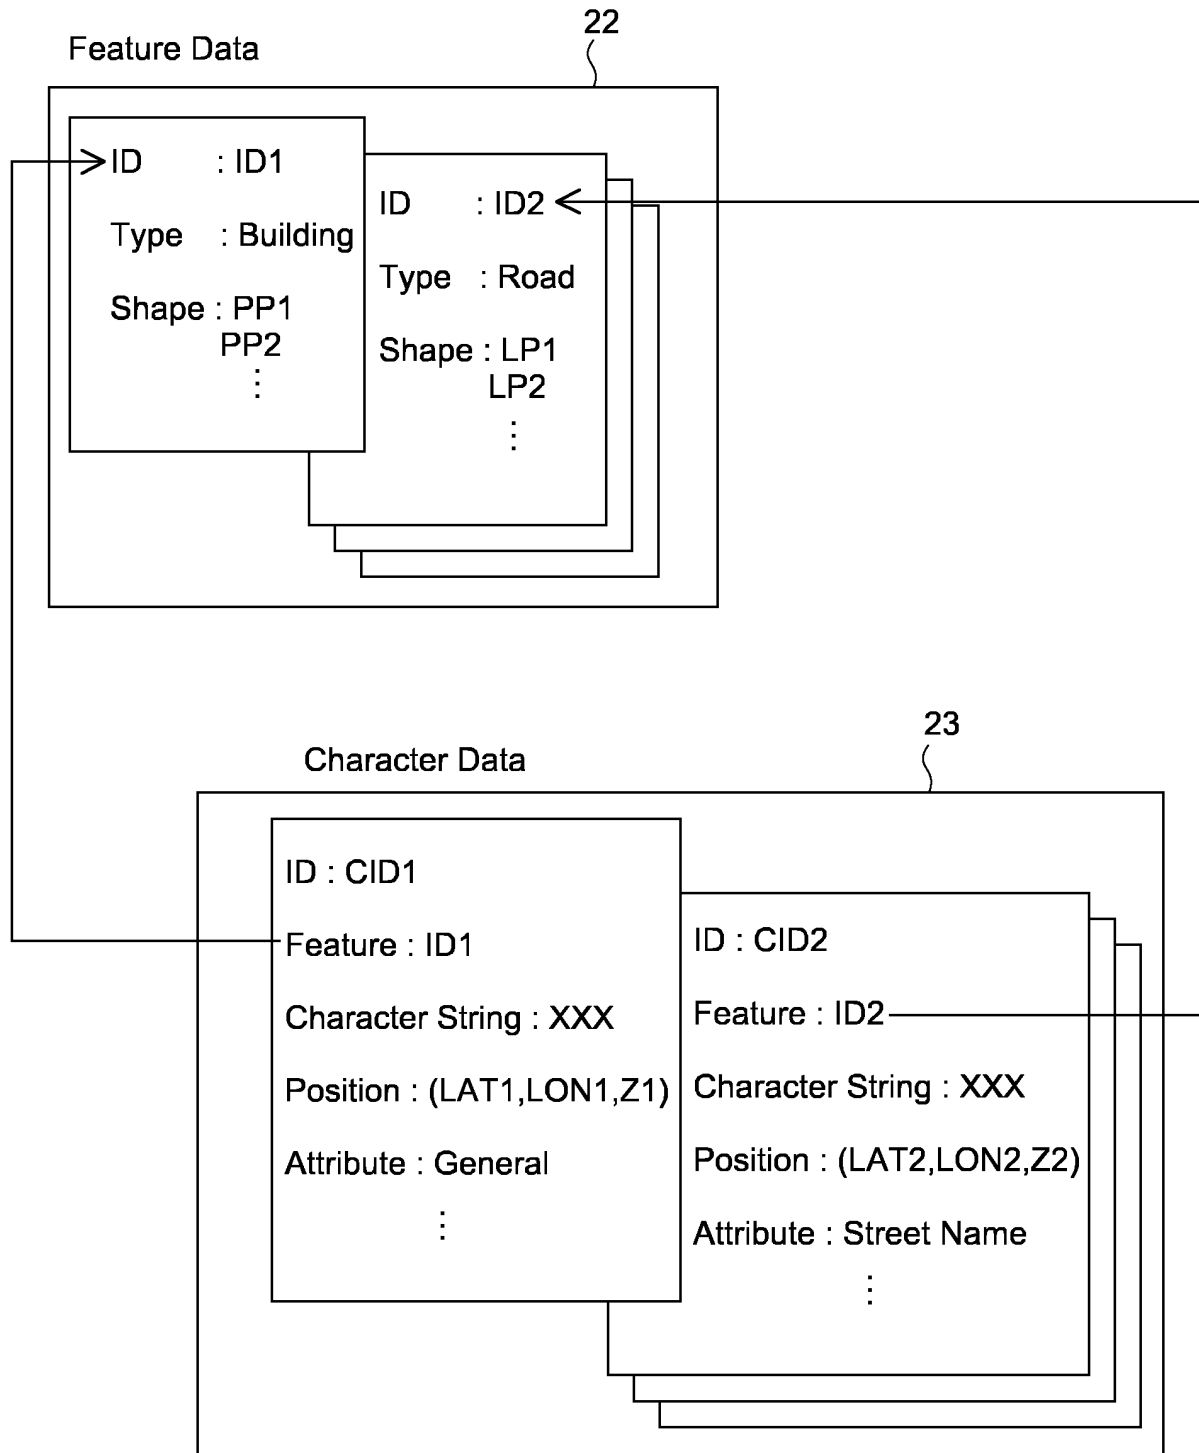 22
Feature Data
ID : ID1
Type : Building
Shape : PP1
PP2
⋮
ID : ID2
Type : Road
Shape : LP1
LP2
⋮
23
Character Data
ID : CID1
Feature : ID1
Character String : XXX
Position : (LAT1,LON1,Z1)
Attribute : General
⋮
ID : CID2
Feature : ID2
Character String : XXX
Position : (LAT2,LON2,Z2)
Attribute : Street Name
⋮